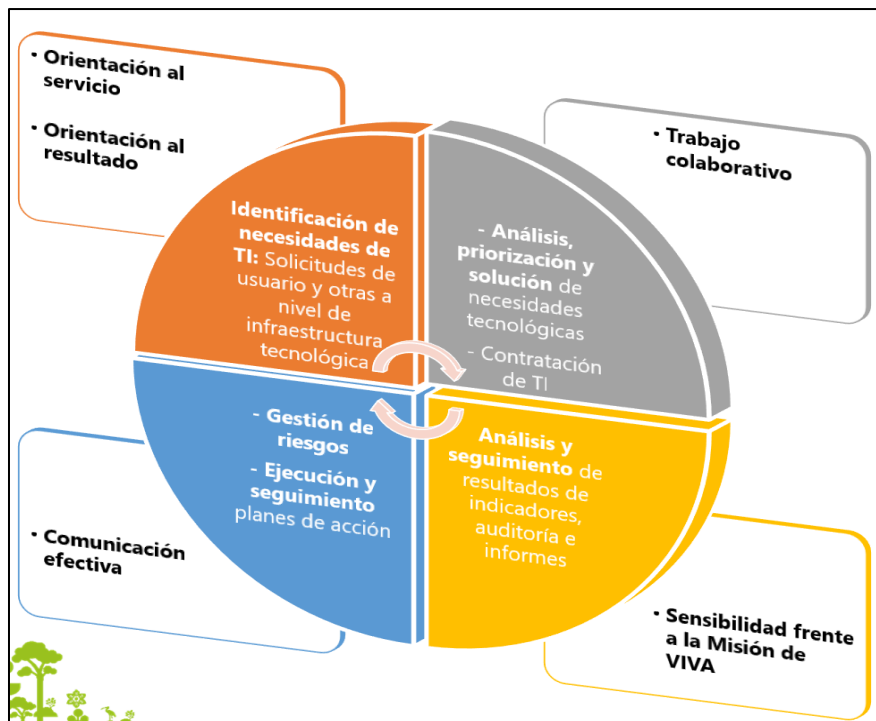 • Orientación al
servicio
• Orientación al
resultado
• Trabajo
colaborativo
Identificación de
necesidades de
TI: Solicitudes de
usuario y otras a
nivel de
infraestructura
tecnológica
- Análisis,
priorización y
solución de
necesidades
tecnológicas
- Contratación
de TI
- Gestión de
riesgos
- Ejecución y
seguimiento
planes de acción
Análisis y
seguimiento de
resultados de
indicadores,
auditoría e
informes
• Comunicación
efectiva
• Sensibilidad frente
a la Misión de
VIVA